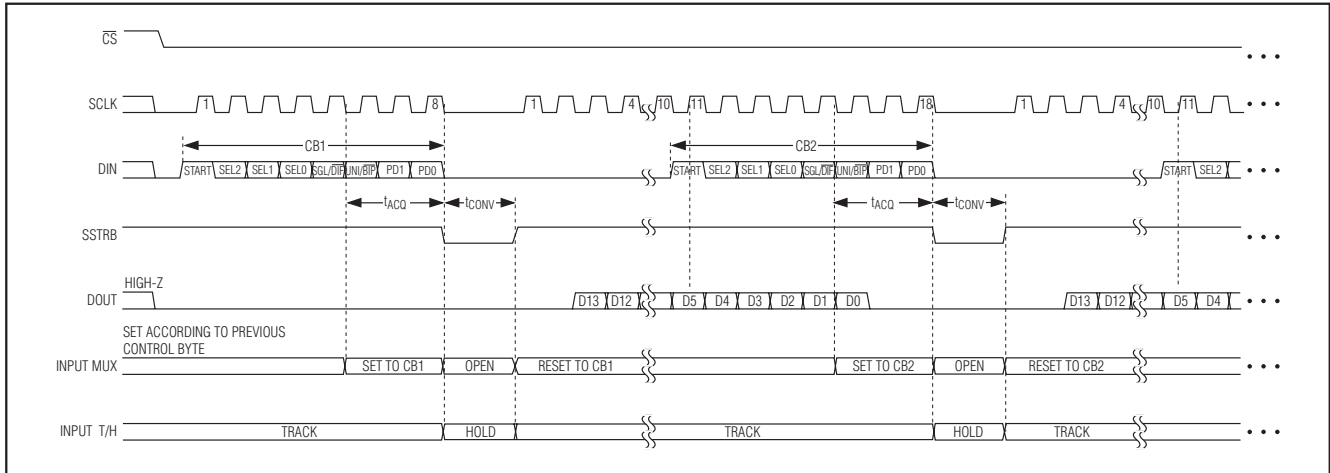 CS
SCLK 1 8 1 4 10 11 18 1 4 10 11
CB1 CB2
DIN START SEL2 SEL1 SEL0 SGL/DIF UNI/BIP PD1 PD0 START SEL2 SEL1 SEL0 SGL/DIF UNI/BIP PD1 PD0 START SEL2
tACQ tCONV tACQ tCONV
SSTRB
HIGH-Z
DOUT D13 D12 D5 D4 D3 D2 D1 D0 D13 D12 D5 D4
SET ACCORDING TO PREVIOUS
CONTROL BYTE
INPUT MUX SET TO CB1 OPEN RESET TO CB1 SET TO CB2 OPEN RESET TO CB2
INPUT T/H TRACK HOLD TRACK HOLD TRACK